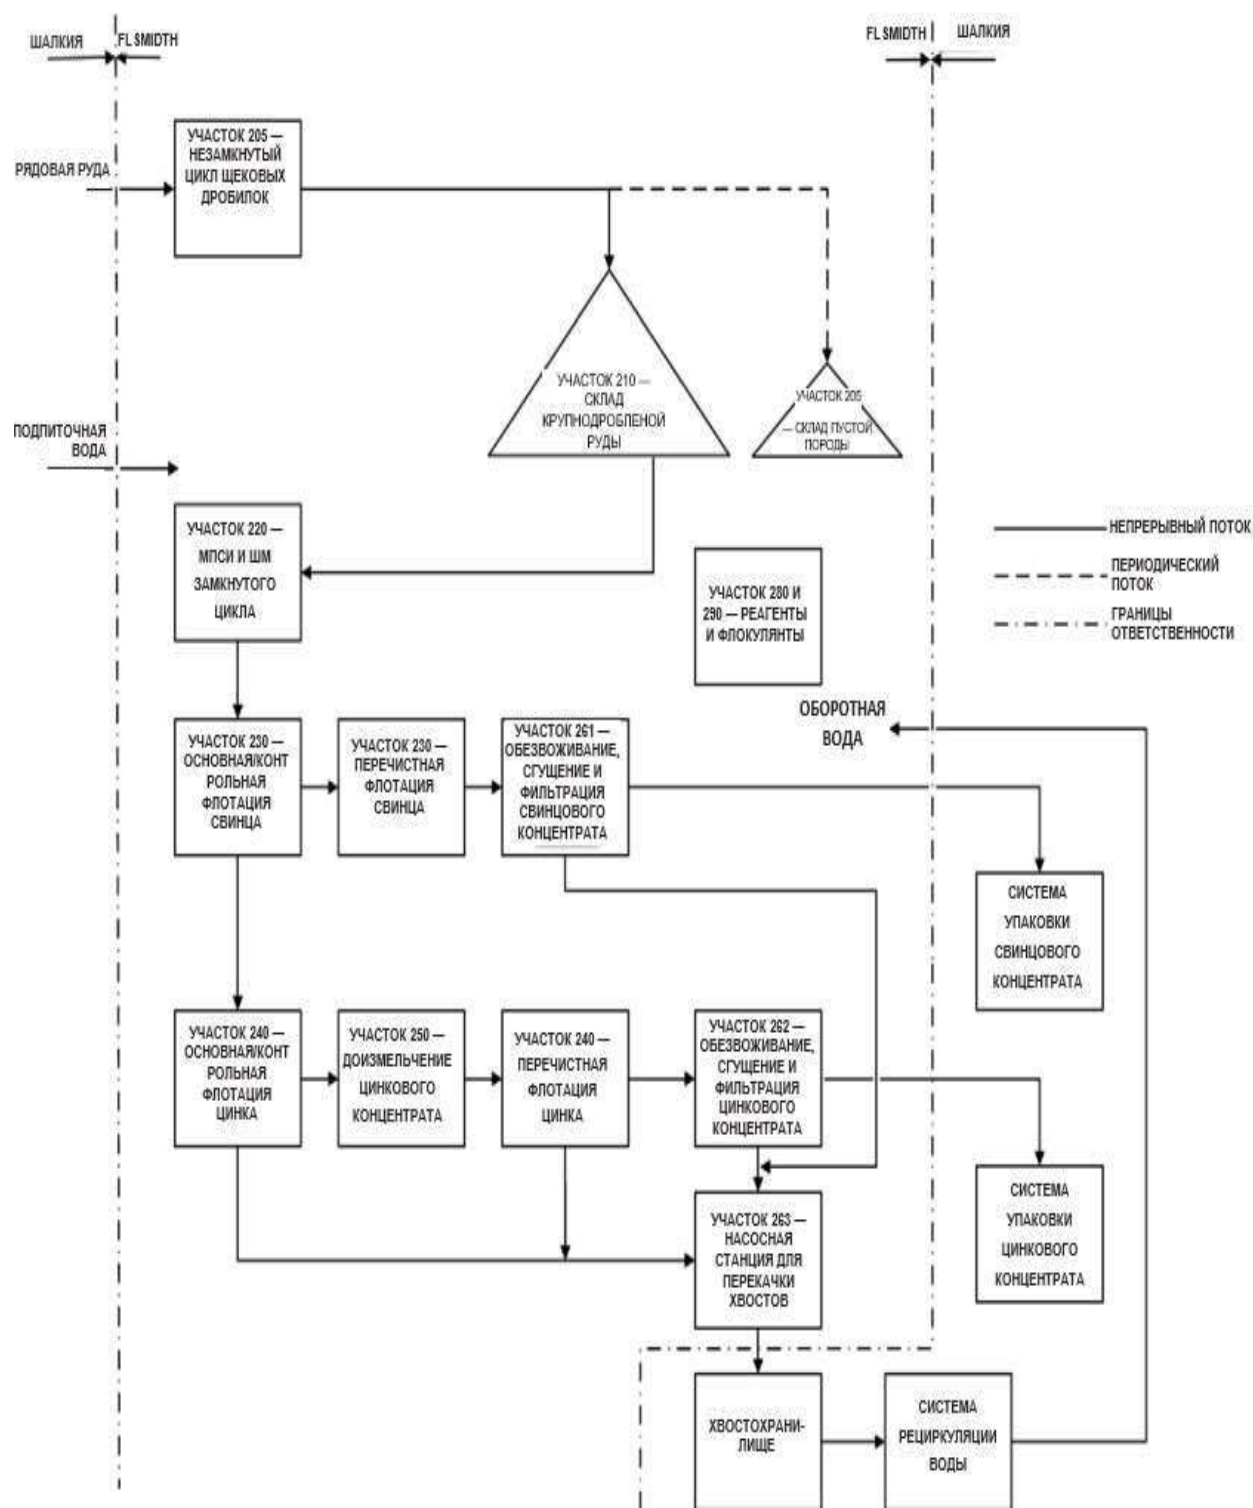 ШАЛКИЯ
FL SMIDTH
FL SMIDTH
ШАЛКИЯ
РЯДОВАЯ РУДА
УЧАСТОК 205 —
НЕЗАМКНУТЫЙ
ЦИКЛ ЩЕКОВЫХ
ДРОБИЛОК
УЧАСТОК 210 —
СКЛАД
КРУПНОДРОБЛЕНОЙ
РУДЫ
УЧАСТОК 205
— СКЛАД ПУСТОЙ
ПОРОДЫ
ПОДПИТОЧНАЯ
ВОДА
УЧАСТОК 220 —
МПСИ И ШМ
ЗАМКНУТОГО
ЦИКЛА
УЧАСТОК 280 И
290 — РЕАГЕНТЫ
И ФЛОКУЛЯНТЫ
НЕПРЕРЫВНЫЙ ПОТОК
ПЕРИОДИЧЕСКИЙ
ПОТОК
ГРАНИЦЫ
ОТВЕТСТВЕННОСТИ
ОБОРОТНАЯ
ВОДА
УЧАСТОК 230 —
ОСНОВНАЯ/КОНТ
РОЛЬНАЯ
ФЛОТАЦИЯ
СВИНЦА
УЧАСТОК 230 —
ПЕРЕЧИСТНАЯ
ФЛОТАЦИЯ
СВИНЦА
УЧАСТОК 261 —
ОБЕЗВОЖИВАНИЕ,
СГУЩЕНИЕ И
ФИЛЬТРАЦИЯ
СВИНЦОВОГО
КОНЦЕНТРАТА
СИСТЕМА
УПАКОВКИ
СВИНЦОВОГО
КОНЦЕНТРАТА
УЧАСТОК 240 —
ОСНОВНАЯ/КОНТ
РОЛЬНАЯ
ФЛОТАЦИЯ
ЦИНКА
УЧАСТОК 250 —
ДОИЗМЕЛЬЧЕНИЕ
ЦИНКОВОГО
КОНЦЕНТРАТА
УЧАСТОК 240 —
ПЕРЕЧИСТНАЯ
ФЛОТАЦИЯ
ЦИНКА
УЧАСТОК 262 —
ОБЕЗВОЖИВАНИЕ,
СГУЩЕНИЕ И
ФИЛЬТРАЦИЯ
ЦИНКОВОГО
КОНЦЕНТРАТА
СИСТЕМА
УПАКОВКИ
ЦИНКОВОГО
КОНЦЕНТРАТА
УЧАСТОК 263 —
НАСОСНАЯ
СТАНЦИЯ ДЛЯ
ПЕРЕКАЧКИ
ХВОСТОВ
ХВОСТОХРАНИ-
ЛИЩЕ
СИСТЕМА
РЕЦИРКУЛЯЦИИ
ВОДЫ